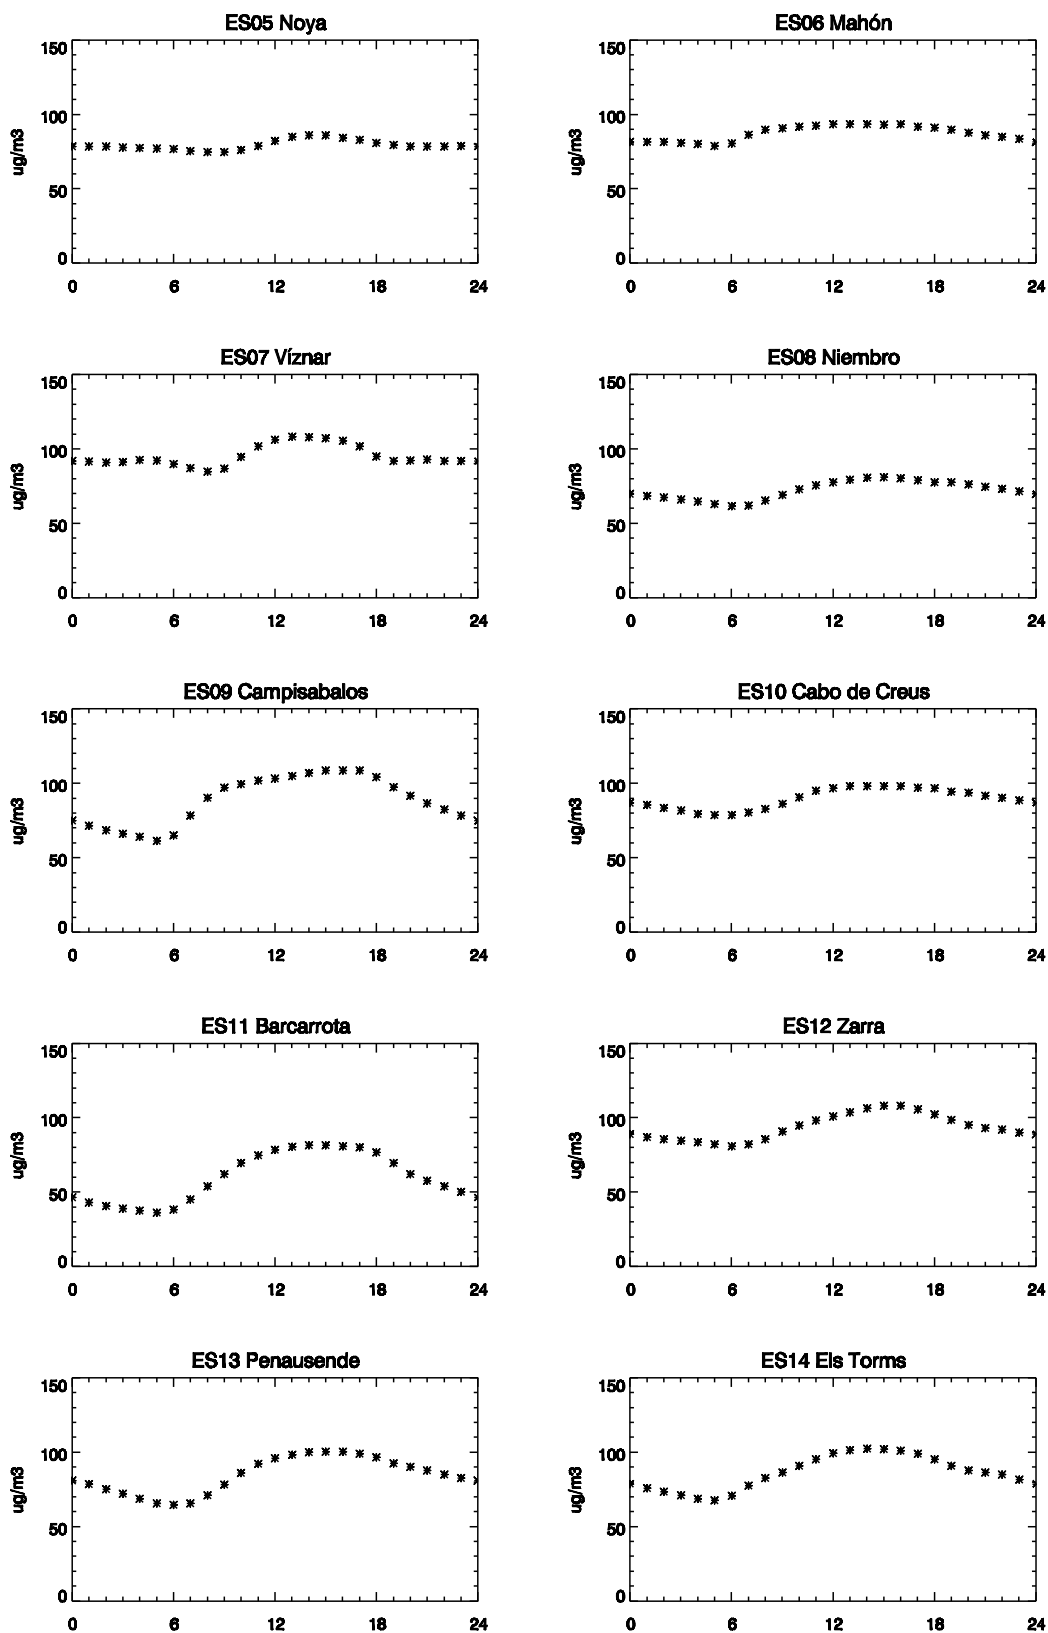 ES05 Noya
ES06 Mahón
150
100
50
0
ug/m3
0 6 12 18 24
150
100
50
0
ug/m3
0 6 12 18 24
ES07 Víznar
ES08 Niembro
150
100
50
0
ug/m3
0 6 12 18 24
150
100
50
0
ug/m3
0 6 12 18 24
ES09 Campisabalos
ES10 Cabo de Creus
150
100
50
0
ug/m3
0 6 12 18 24
150
100
50
0
ug/m3
0 6 12 18 24
ES11 Barcarrota
ES12 Zarra
150
100
50
0
ug/m3
0 6 12 18 24
150
100
50
0
ug/m3
0 6 12 18 24
ES13 Penausende
ES14 Els Torms
150
100
50
0
ug/m3
0 6 12 18 24
150
100
50
0
ug/m3
0 6 12 18 24